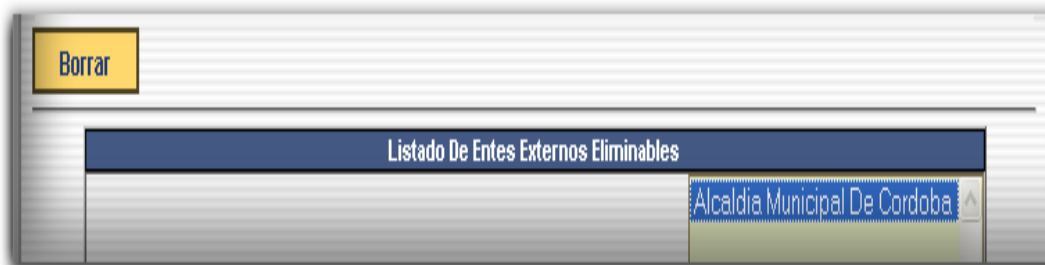 Borrar
Listado De Entes Externos Eliminables
Alcaldia Municipal De Cordoba